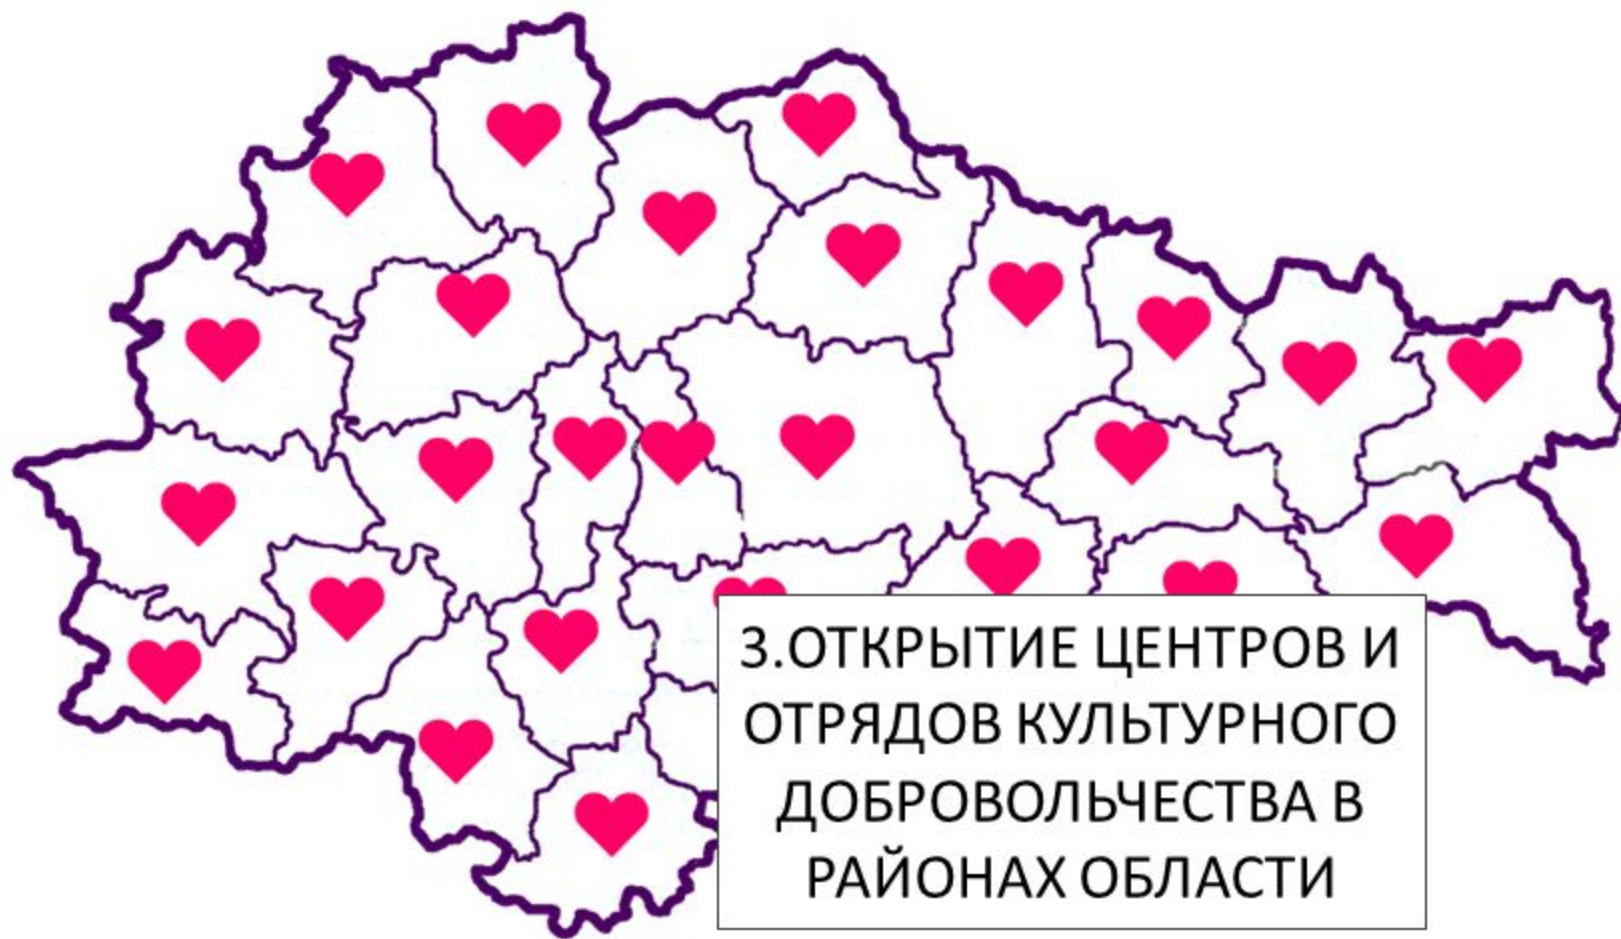 3.ОТКРЫТИЕ ЦЕНТРОВ И
ОТРЯДОВ КУЛЬТУРНОГО
ДОБРОВОЛЬЧЕСТВА В
РАЙОНАХ ОБЛАСТИ